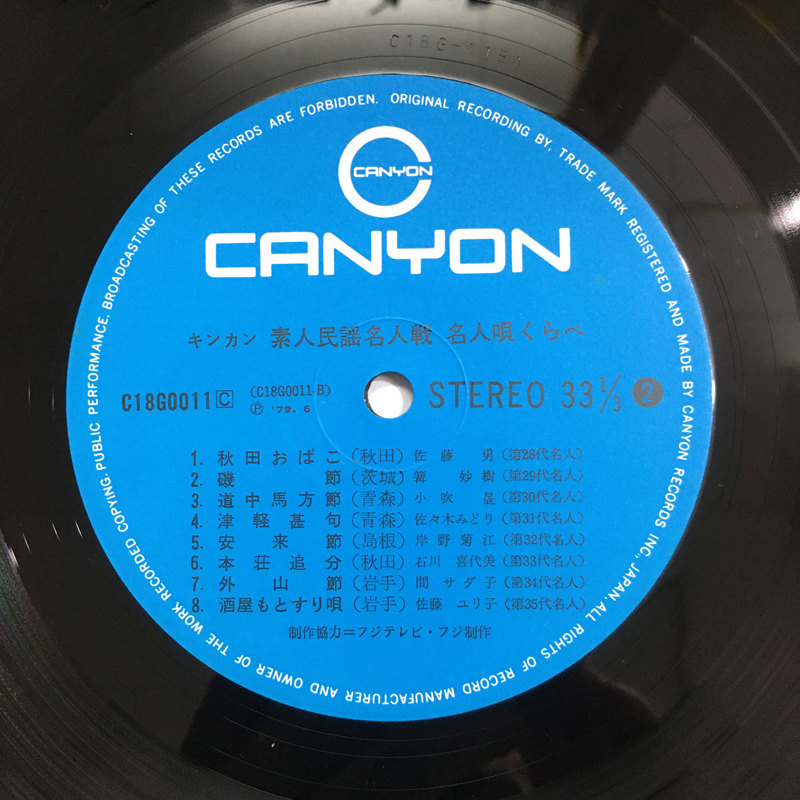 C18G-1151
ORIGINAL RECORDING BY, TRADE MARK REGISTERED AND MADE BY CANYON RECORDS INC, JAPAN ALL RIGHTS OF RECORD MANUFACTURER AND OWNER OF THE WORK RECORDED COPYING. PUBLIC PERFORMANCE. BROADCASTING OF THESE RECORDS ARE FORBIDDEN.
CANYON
CANYON
キンカン 素人民謡名人戦 名人唄くらべ
C18G0011 C (C18G0011-B) STEREO 33 1/3 2
Ⓟ '79. 6
1. 秋田おばこ(秋田) 佐藤 勇(第28代名人)
2. 磯節(茨城) 簿 妙樹(第29代名人)
3. 道中馬方節(青森) 小吹 晟(第30代名人)
4. 津軽甚句(青森) 佐々木みどり(第31代名人)
5. 安来節(島根) 岸野菊江(第32代名人)
6. 本荘追分(秋田) 石川 喜代美(第33代名人)
7. 外山節(岩手) 間 サダ子(第34代名人)
8. 酒屋もとすり唄(岩手) 佐藤 ユリ子(第35代名人)
制作協力=フジテレビ・フジ制作